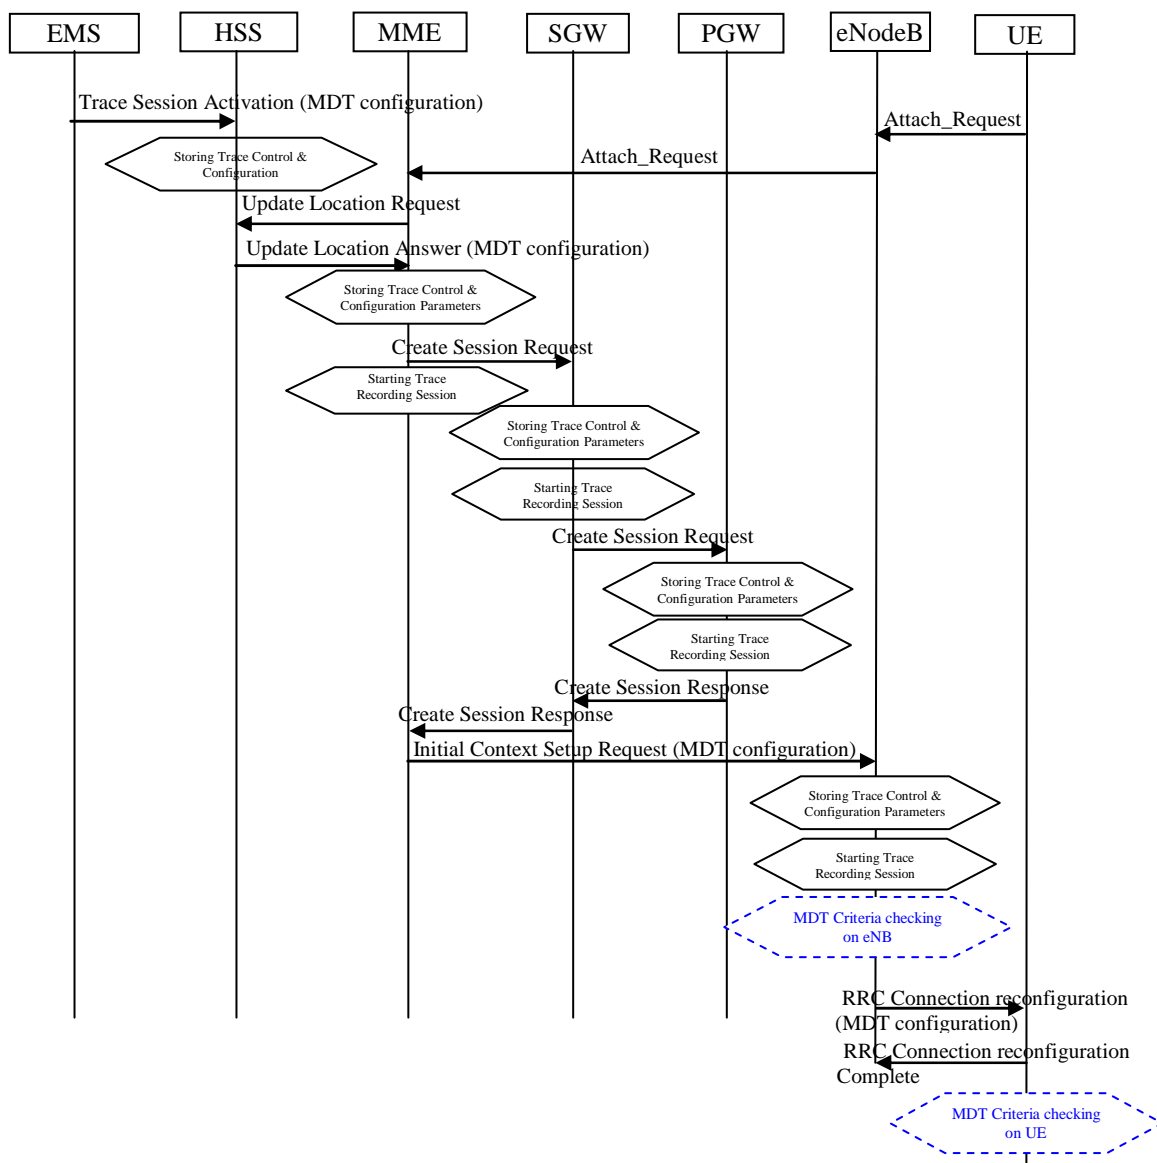 EMS
HSS
MME
SGW
PGW
eNodeB
UE
Trace Session Activation (MDT configuration)
Attach_Request
Storing Trace Control &
Configuration
Attach_Request
Update Location Request
Update Location Answer (MDT configuration)
Storing Trace Control &
Configuration Parameters
Create Session Request
Starting Trace
Recording Session
Storing Trace Control &
Configuration Parameters
Starting Trace
Recording Session
Create Session Request
Storing Trace Control &
Configuration Parameters
Starting Trace
Recording Session
Create Session Response
Create Session Response
Initial Context Setup Request (MDT configuration)
Storing Trace Control &
Configuration Parameters
Starting Trace
Recording Session
MDT Criteria checking
on eNB
RRC Connection reconfiguration
(MDT configuration)
RRC Connection reconfiguration
Complete
MDT Criteria checking
on UE